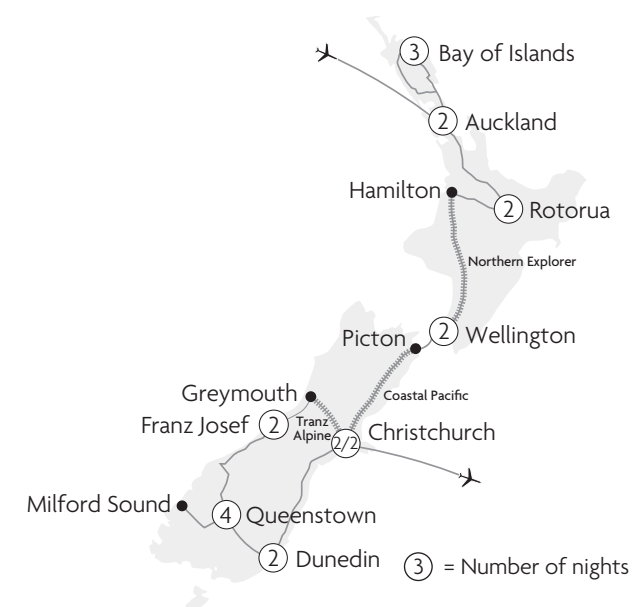 3 Bay of Islands
2 Auckland
Hamilton
2 Rotorua
Northern Explorer
2 Wellington
Picton
Greymouth
Coastal Pacific
Franz Josef 2
Tranz
Alpine
2/2 Christchurch
Milford Sound
4 Queenstown
2 Dunedin
3 = Number of nights